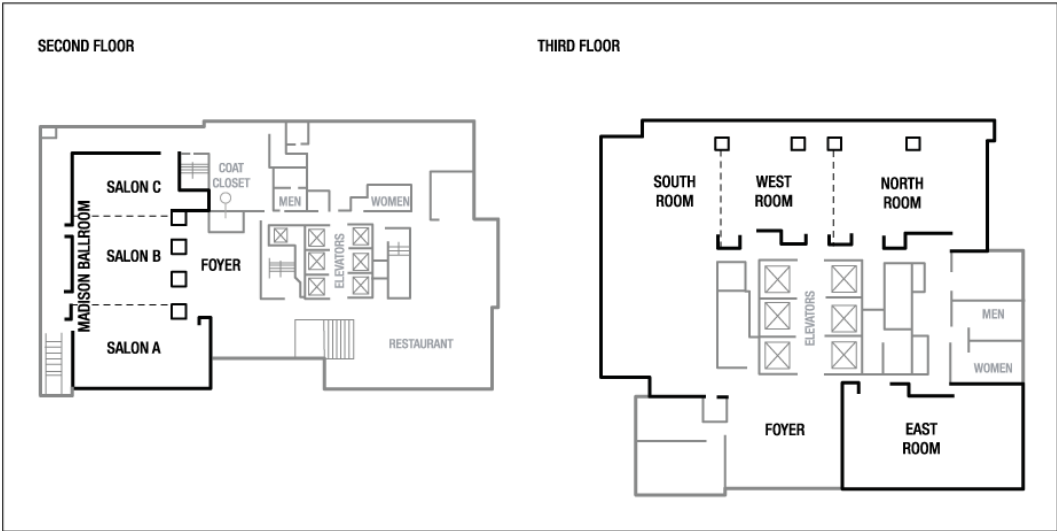 SECOND FLOOR
SALON C
COAT
CLOSET
MEN
WOMEN
MADISON BALLROOM
SALON B
FOYER
ELEVATORS
SALON A
RESTAURANT
THIRD FLOOR
SOUTH
ROOM
WEST
ROOM
NORTH
ROOM
ELEVATORS
MEN
WOMEN
FOYER
EAST
ROOM